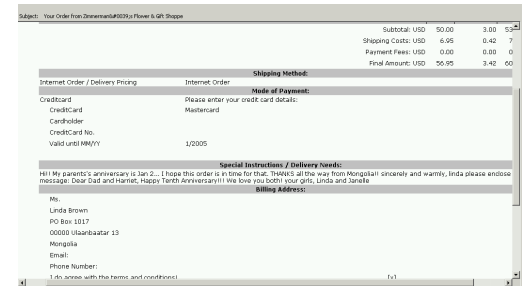 Subject: Your Order from Zimmerman&#0039;s Flower & Gift Shoppe
Subtotal: USD 50.00 3.00 53
Shipping Costs: USD 6.95 0.42 7
Payment Fees: USD 0.00 0.00 0
Final Amount: USD 56.95 3.42 60
Shipping Method:
Internet Order / Delivery Pricing Internet Order
Mode of Payment:
Creditcard Please enter your credit card details:
CreditCard Mastercard
Cardholder
CreditCard No.
Valid until MM/YY 1/2005
Special Instructions / Delivery Needs:
Hi!! My parents's anniversary is Jan 2... I hope this order is in time for that. THANKS all the way from Mongolia!! sincerely and warmly, linda please enclose
message: Dear Dad and Harriet, Happy Tenth Anniversary!!! We love you both! your girls, Linda and Janelle
Billing Address:
Ms.
Linda Brown
PO Box 1017
00000 Ulaanbaatar 13
Mongolia
Email:
Phone Number:
I do agree with the terms and conditions! [v]